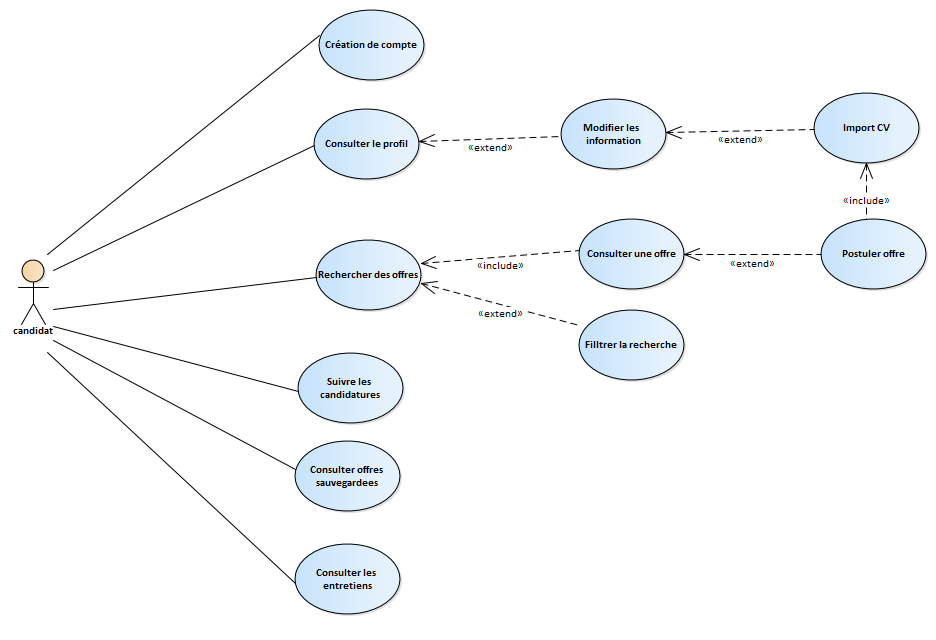 Création de compte
Consulter le profil
«extend»
Modifier les
information
«extend»
Import CV
«include»
candidat
Rechercher des offres
«include»
Consulter une offre
«extend»
Postuler offre
«extend»
Filltrer la recherche
Suivre les
candidatures
Consulter offres
sauvegardees
Consulter les
entretiens